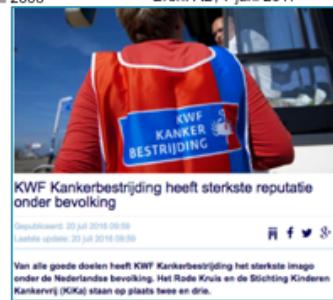 KWF
KANKER
BESTRIJDING
KWF Kankerbestrijding heeft sterkste reputatie
onder bevolking
Gepubliceerd: 20 juli 2016 09:59
Laatste update: 20 juli 2016 09:59
Van alle goede doelen heeft KWF Kankerbestrijding het sterkste imago
onder de Nederlandse bevolking. Het Rode Kruis en de Stichting Kinderen
Kankervrij (KiKa) staan op plaats twee en drie.